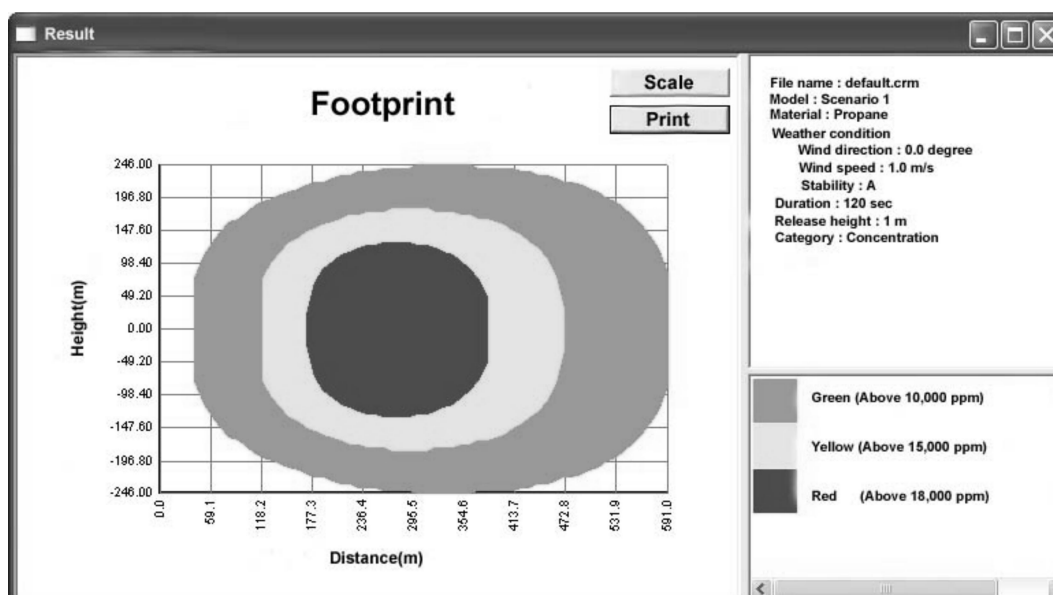 Result
Footprint
Scale
Print
246.00
196.80
147.60
98.40
49.20
0.00
-49.20
-98.40
-147.60
-196.80
-246.00
Height(m)
0.0
59.1
118.2
177.3
236.4
295.5
354.6
413.7
472.8
531.9
591.0
Distance(m)
File name : default.crm
Model : Scenario 1
Material : Propane
Weather condition
Wind direction : 0.0 degree
Wind speed : 1.0 m/s
Stability : A
Duration : 120 sec
Release height : 1 m
Category : Concentration
Green (Above 10,000 ppm)
Yellow (Above 15,000 ppm)
Red (Above 18,000 ppm)